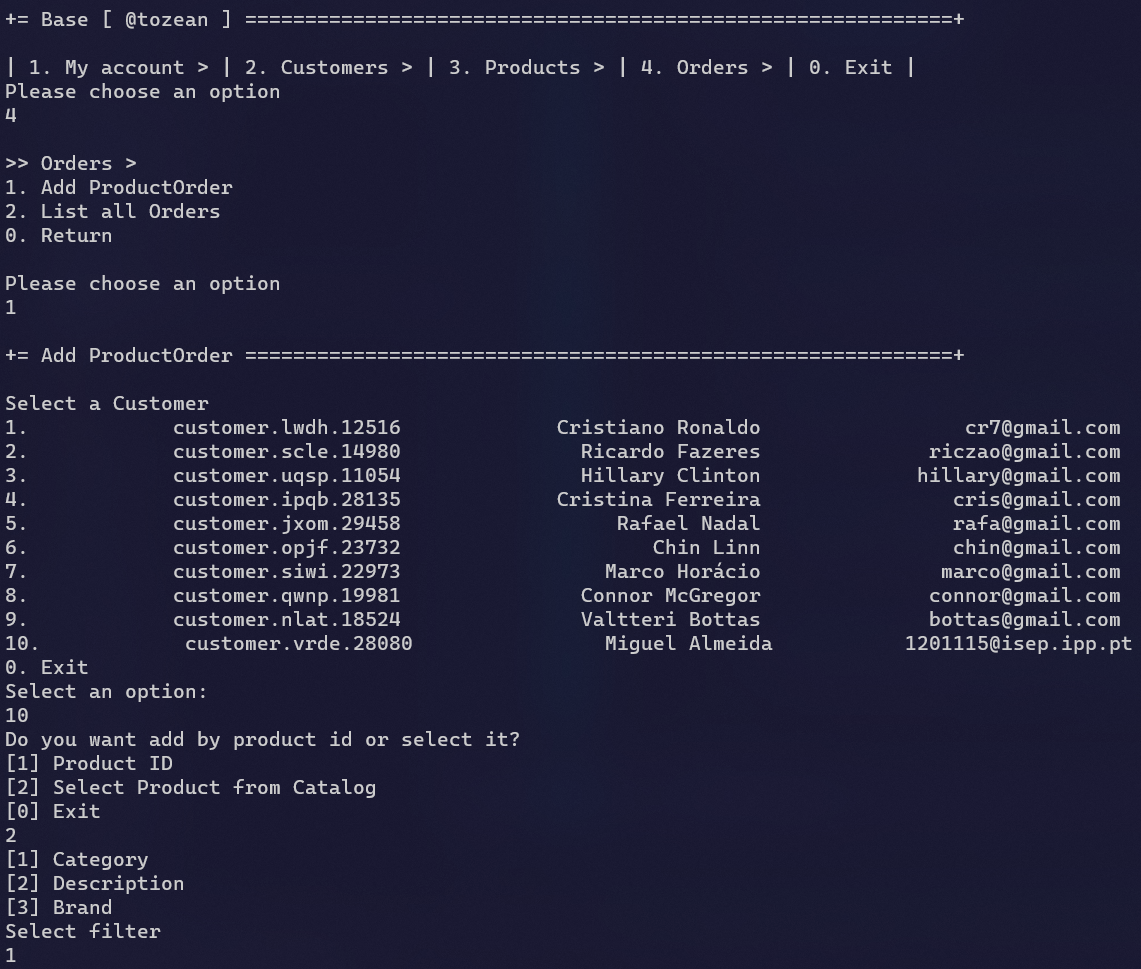 += Base [ @tozean ] ===========================================================+
| 1. My account > | 2. Customers > | 3. Products > | 4. Orders > | 0. Exit |
Please choose an option
4
>> Orders >
1. Add ProductOrder
2. List all Orders
0. Return
Please choose an option
1
+= Add ProductOrder ===========================================================+
Select a Customer
1. customer.lwdh.12516 Cristiano Ronaldo cr7@gmail.com
2. customer.scle.14980 Ricardo Fazeres riczao@gmail.com
3. customer.uqsp.11054 Hillary Clinton hillary@gmail.com
4. customer.ipqb.28135 Cristina Ferreira cris@gmail.com
5. customer.jxom.29458 Rafael Nadal rafa@gmail.com
6. customer.opjf.23732 Chin Linn chin@gmail.com
7. customer.siwi.22973 Marco Horácio marco@gmail.com
8. customer.qwnp.19981 Connor McGregor connor@gmail.com
9. customer.nlat.18524 Valtteri Bottas bottas@gmail.com
10. customer.vrde.28080 Miguel Almeida 1201115@isep.ipp.pt
0. Exit
Select an option:
10
Do you want add by product id or select it?
[1] Product ID
[2] Select Product from Catalog
[0] Exit
2
[1] Category
[2] Description
[3] Brand
Select filter
1